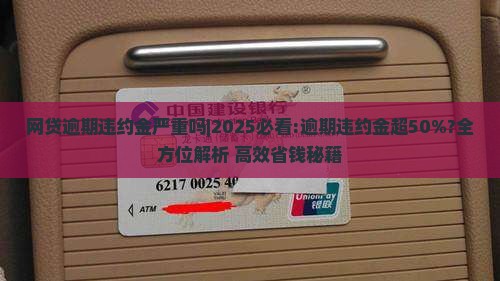 中国建设银行
网贷逾期违约金严重吗|2025必看:逾期违约金超50%?全
方位解析 高效省钱秘籍
6217 0025 40
ATM
UnionPay
银联